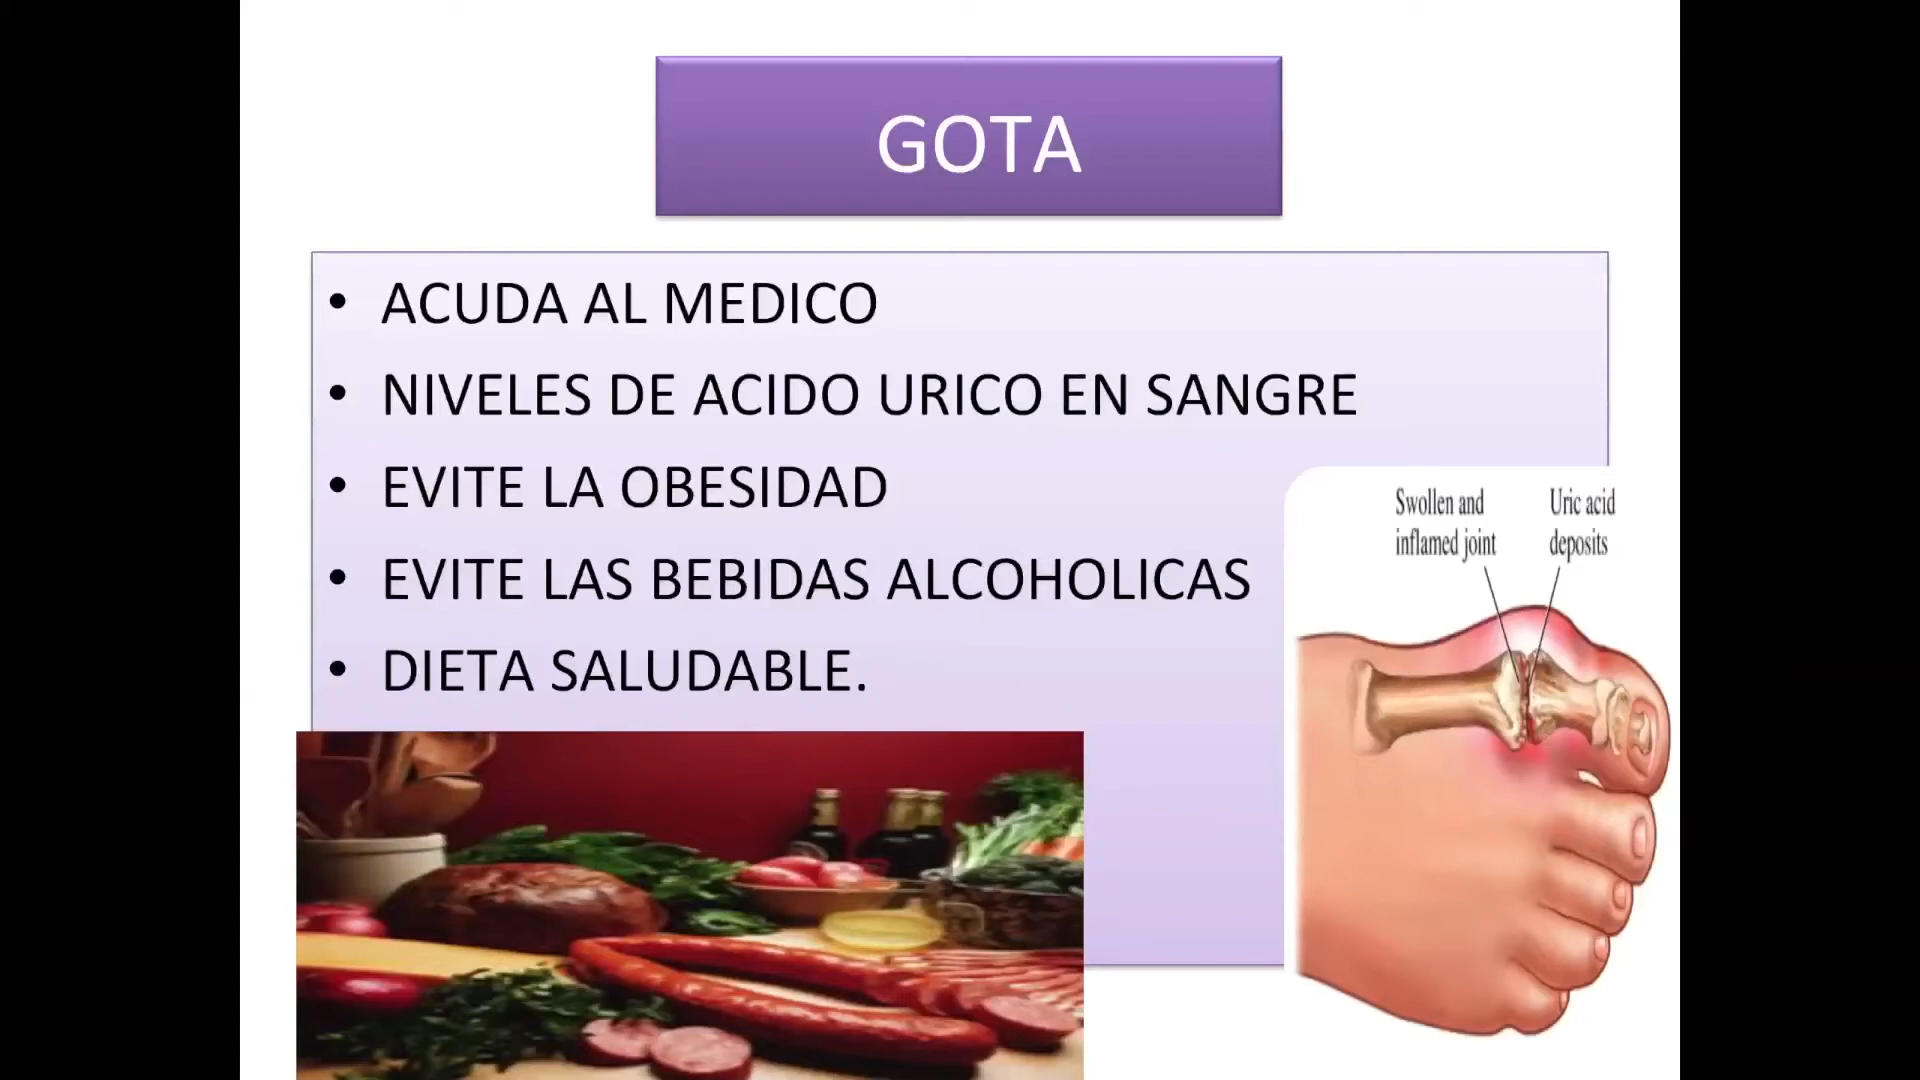 GOTA
• ACUDA AL MEDICO
• NIVELES DE ACIDO URICO EN SANGRE
• EVITE LA OBESIDAD
• EVITE LAS BEBIDAS ALCOHOLICAS
• DIETA SALUDABLE.
Swollen and
inflamed joint
Uric acid
deposits